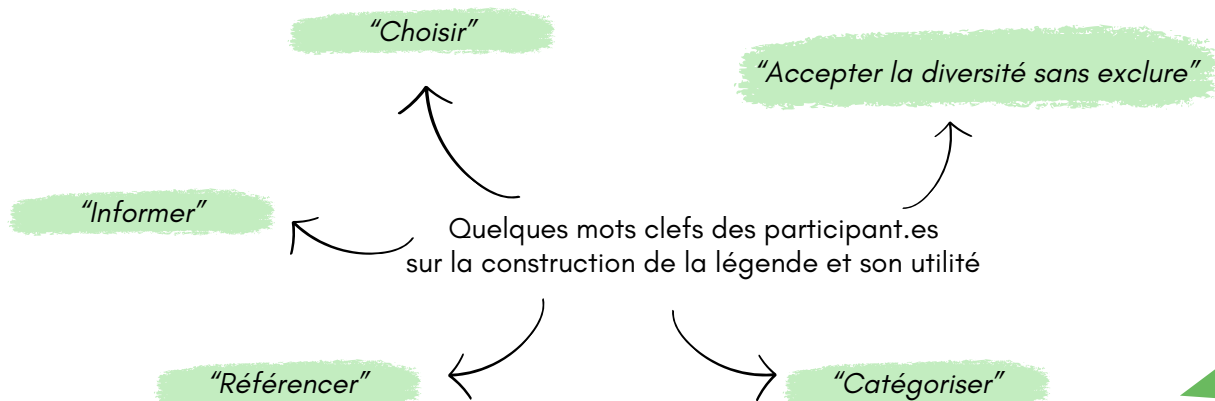 “Choisir”
“Accepter la diversité sans exclure”
“Informer”
Quelques mots clefs des participant.es
sur la construction de la légende et son utilité
“Référencer”
“Catégoriser”